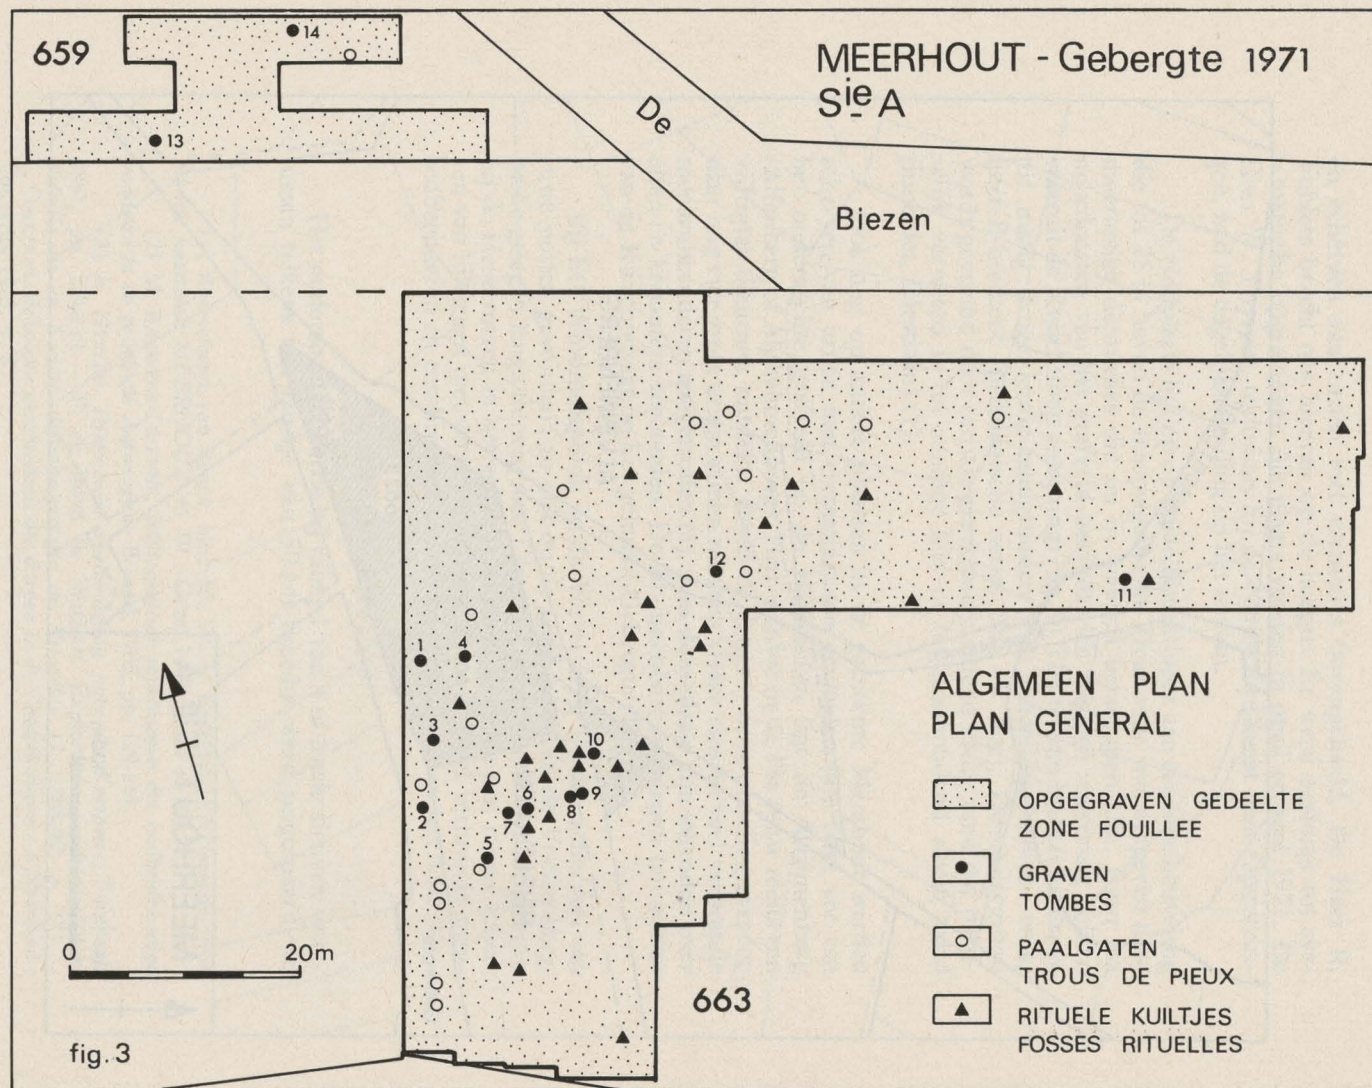 659
14
13
MEERHOUT - Gebergte 1971
Sie A
De
Biezen
12
11
1
4
3
2
10
9
8
6
7
5
ALGEMEEN PLAN
PLAN GENERAL
OPGEGRAVEN GEDEELTE
ZONE FOUILLEE
GRAVEN
TOMBES
PAALGATEN
TROUS DE PIEUX
RITUELE KUILTJES
FOSSES RITUELLES
0 20m
663
fig. 3